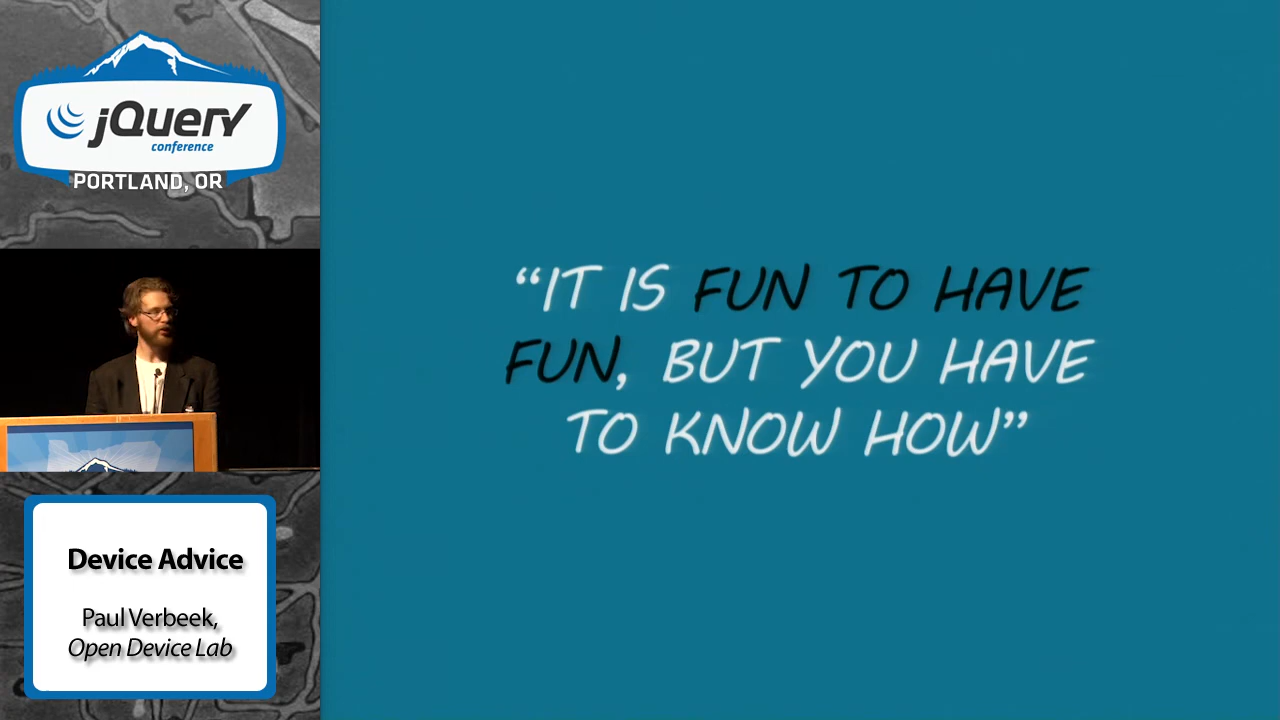 jQuery
conference
PORTLAND, OR
“IT IS FUN TO HAVE
FUN, BUT YOU HAVE
TO KNOW HOW”
Device Advice
Paul Verbeek,
Open Device Lab